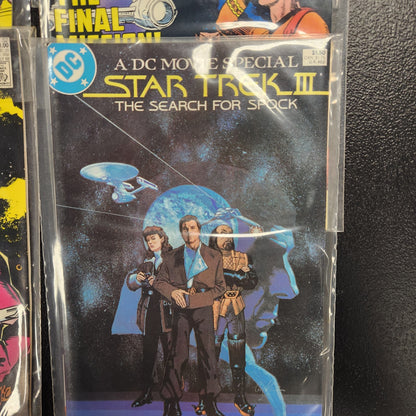 THE
FINAL
MISSION!
DC
A DC MOVIE SPECIAL
STAR TREK III
THE SEARCH FOR SPOCK
$1.50